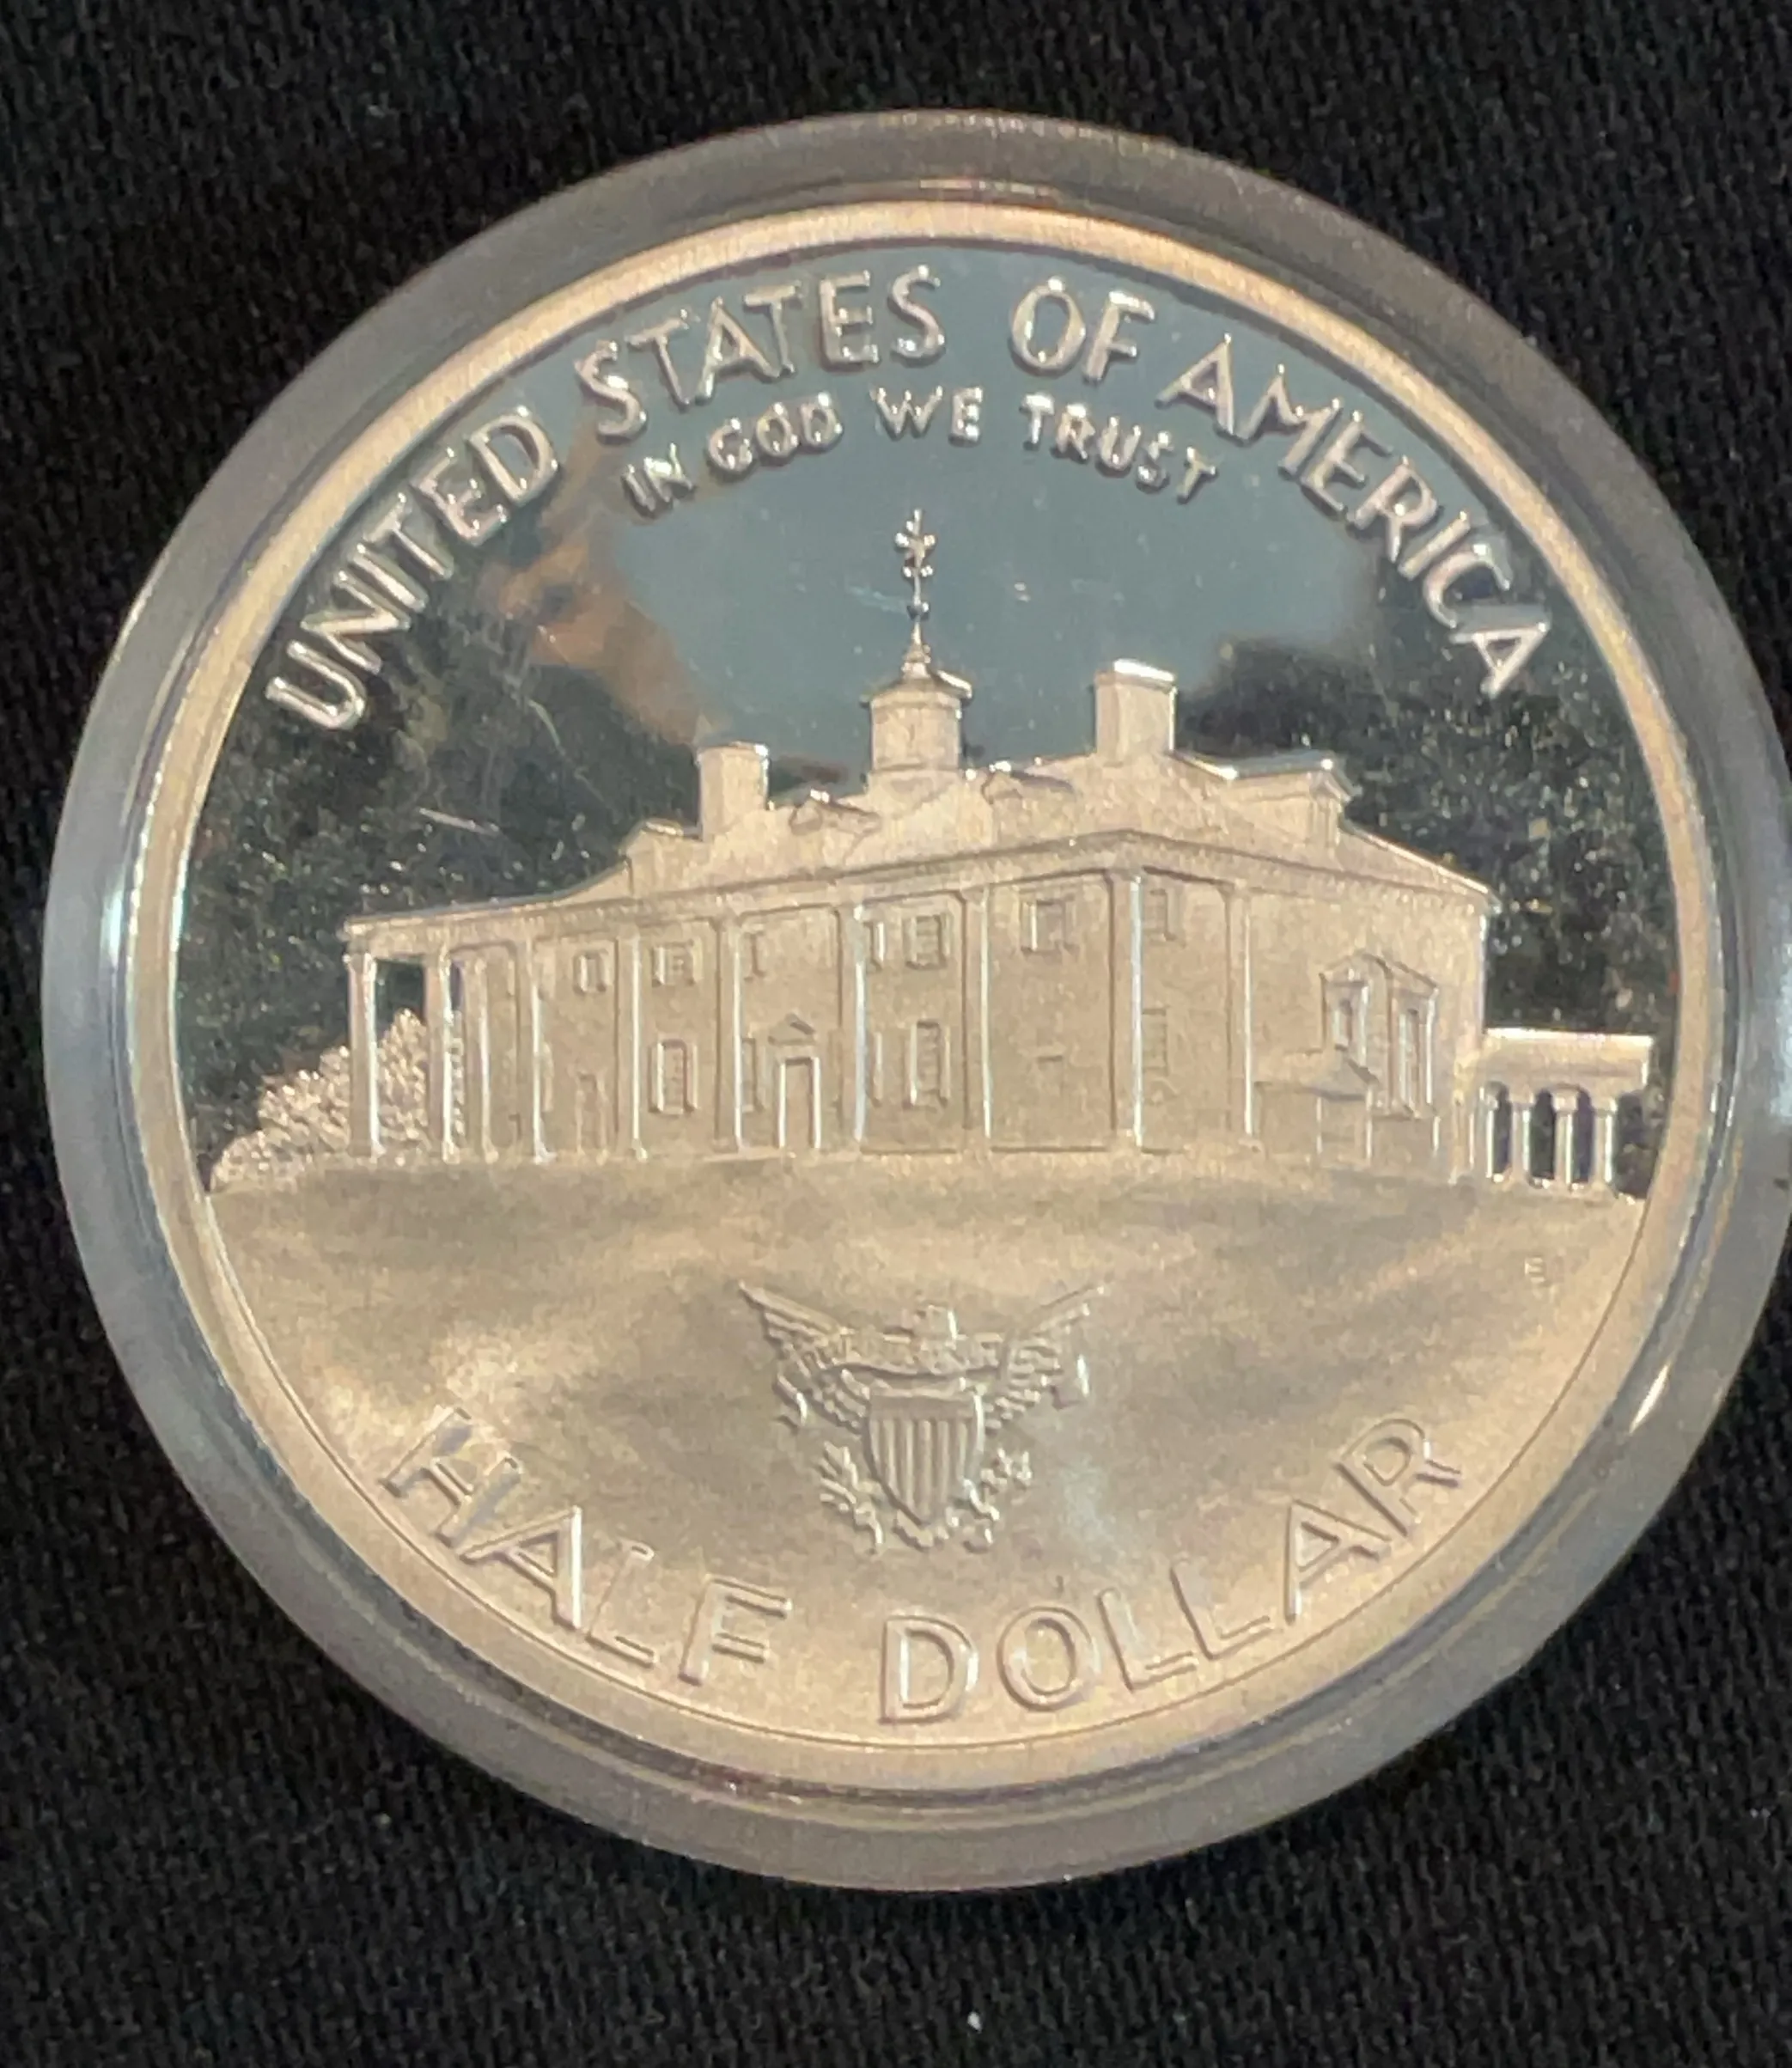 UNITED STATES OF AMERICA
IN GOD WE TRUST
E
HALF DOLLAR